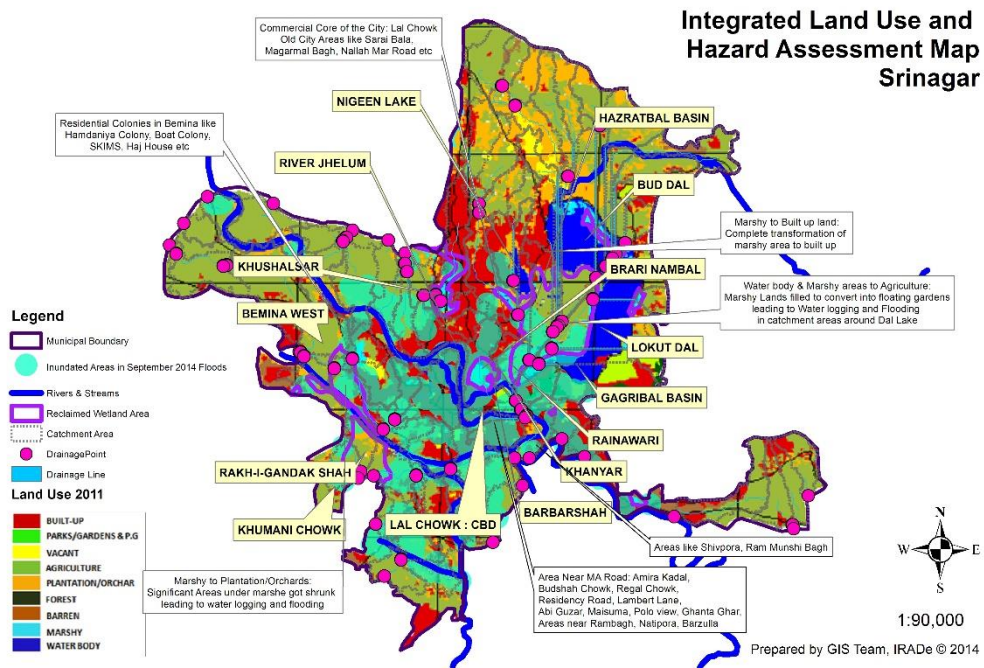 Integrated Land Use and
Hazard Assessment Map
Srinagar
Commercial Core of the City: Lal Chowk
Old City Areas like Sarai Bala,
Magarmal Bagh, Nallah Mar Road etc
NIGEEN LAKE
HAZRATBAL BASIN
Residential Colonies in Bemina like
Hamdaniya Colony, Boat Colony,
SKIMS, Haj House etc
RIVER JHELUM
BUD DAL
Marshy to Built up land:
Complete transformation of
marshy area to built up
KHUSHALSAR
BRARI NAMBAL
Water body & Marshy areas to Agriculture:
Marshy Lands filled to convert into floating gardens
leading to Water logging and Flooding
in catchment areas around Dal Lake
BEMINA WEST
LOKUT DAL
GAGRIBAL BASIN
RAINAWARI
RAKH-I-GANDAK SHAH
KHANYAR
KHUMANI CHOWK
LAL CHOWK : CBD
BARBARSHAH
Areas like Shivpora, Ram Munshi Bagh
Marshy to Plantation/Orchards:
Significant Areas under marshe got shrunk
leading to water logging and flooding
Area Near MA Road: Amira Kadal,
Budshah Chowk, Regal Chowk,
Residency Road, Lambert Lane,
Abi Guzar, Maisuma, Polo view, Ghanta Ghar,
Areas near Rambagh, Natipora, Barzulla
Legend
Municipal Boundary
Inundated Areas in September 2014 Floods
Rivers & Streams
Reclaimed Wetland Area
Catchment Area
DrainagePoint
Drainage Line
Land Use 2011
BUILT-UP
PARKS/GARDENS & P.G
VACANT
AGRICULTURE
PLANTATION/ORCHAR
FOREST
BARREN
MARSHY
WATER BODY
N
W
E
S
1:90,000
Prepared by GIS Team, IRADe © 2014